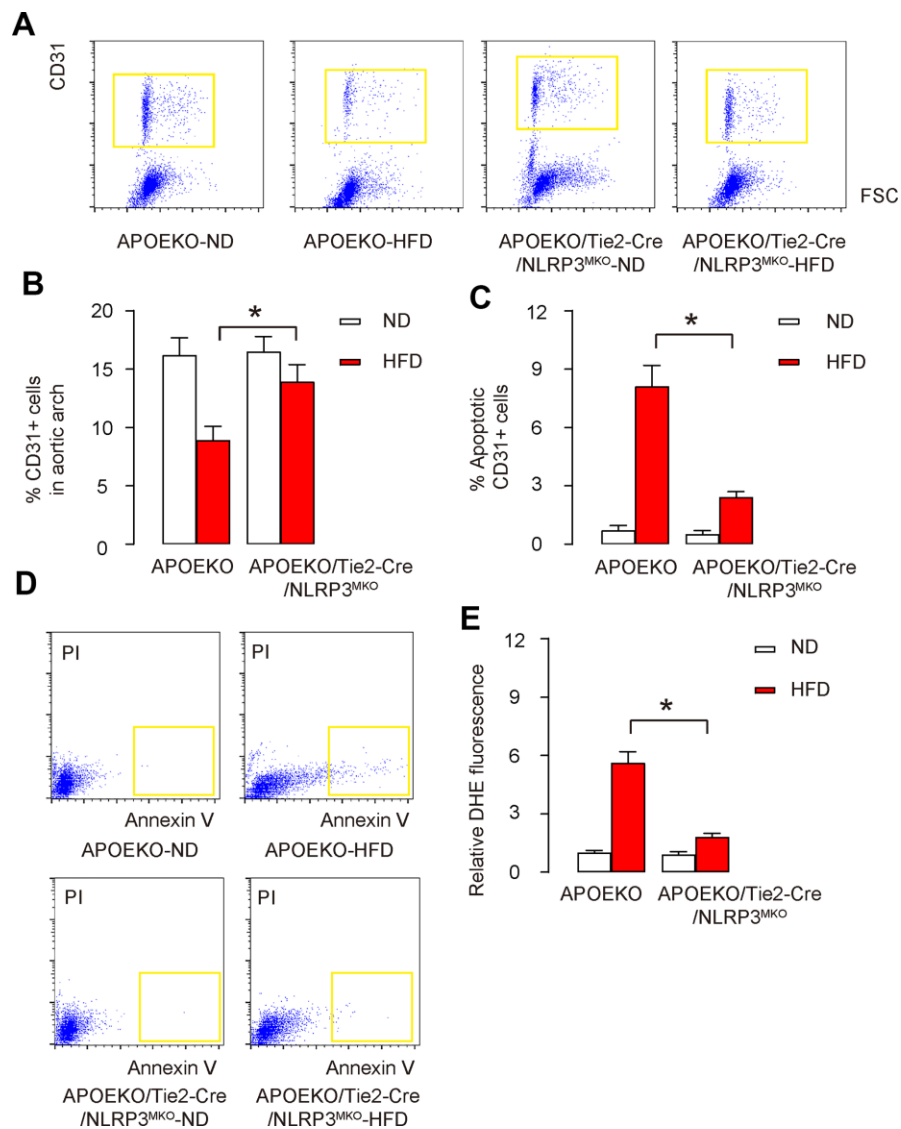 A
CD31
FSC
APOEKO-ND
APOEKO-HFD
APOEKO/Tie2-Cre
/NLRP3ᴹᴷᴼ-ND
APOEKO/Tie2-Cre
/NLRP3ᴹᴷᴼ-HFD
B
% CD31+ cells
in aortic arch
20
15
10
5
0
*
ND
HFD
APOEKO
APOEKO/Tie2-Cre
/NLRP3ᴹᴷᴼ
C
% Apoptotic
CD31+ cells
12
9
6
3
0
*
ND
HFD
APOEKO
APOEKO/Tie2-Cre
/NLRP3ᴹᴷᴼ
D
PI
Annexin V
APOEKO-ND
PI
Annexin V
APOEKO-HFD
PI
Annexin V
APOEKO/Tie2-Cre
/NLRP3ᴹᴷᴼ-ND
PI
Annexin V
APOEKO/Tie2-Cre
/NLRP3ᴹᴷᴼ-HFD
E
Relative DHE fluorescence
12
9
6
3
0
*
ND
HFD
APOEKO
APOEKO/Tie2-Cre
/NLRP3ᴹᴷᴼ